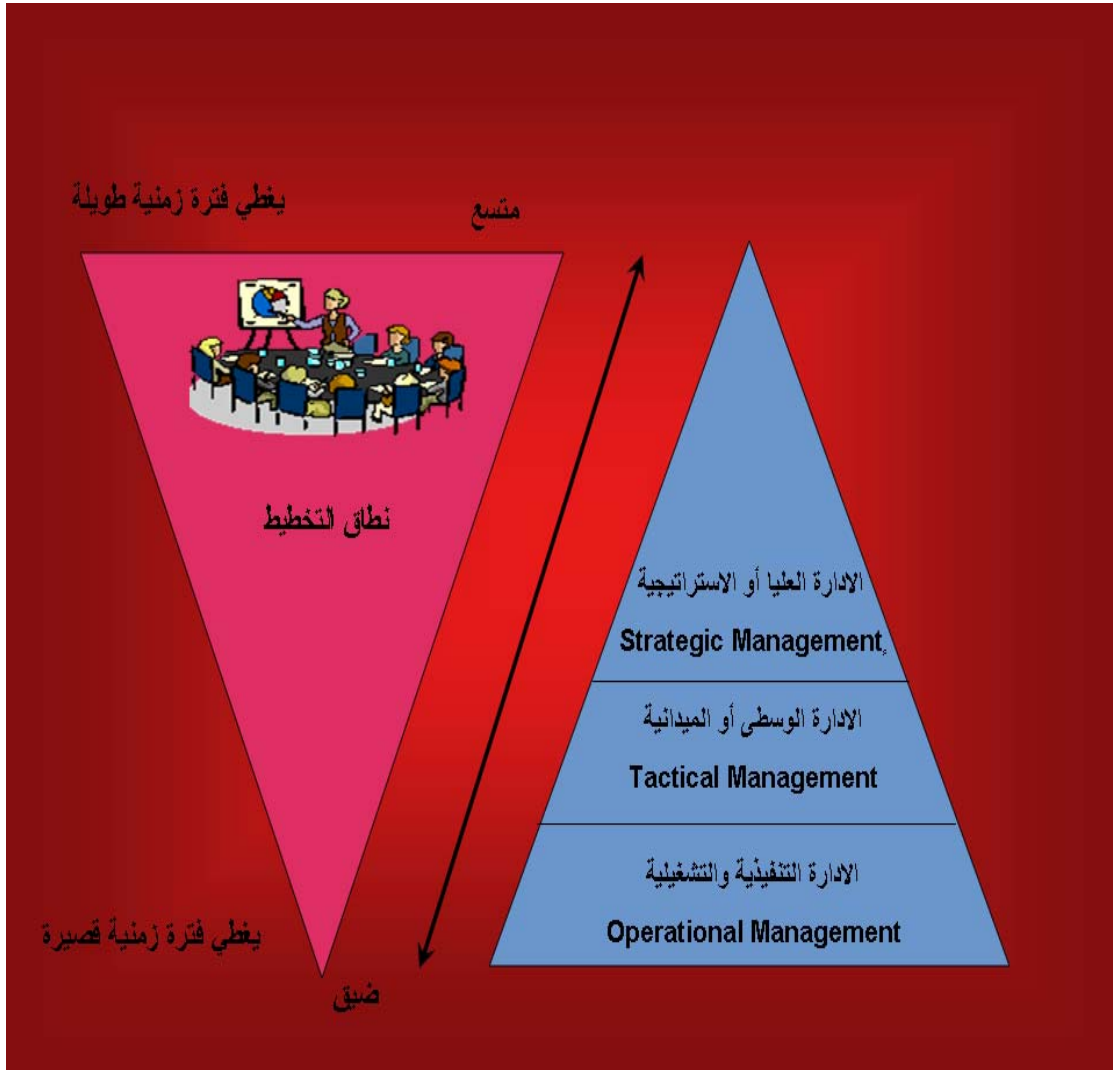 يغطي فترة زمنية طويلة
متسع
نطاق التخطيط
الادارة العليا أو الاستراتيجية
Strategic Management
الادارة الوسطى أو الميدانية
Tactical Management
الادارة التنفيذية والتشغيلية
Operational Management
يغطي فترة زمنية قصيرة
ضيق